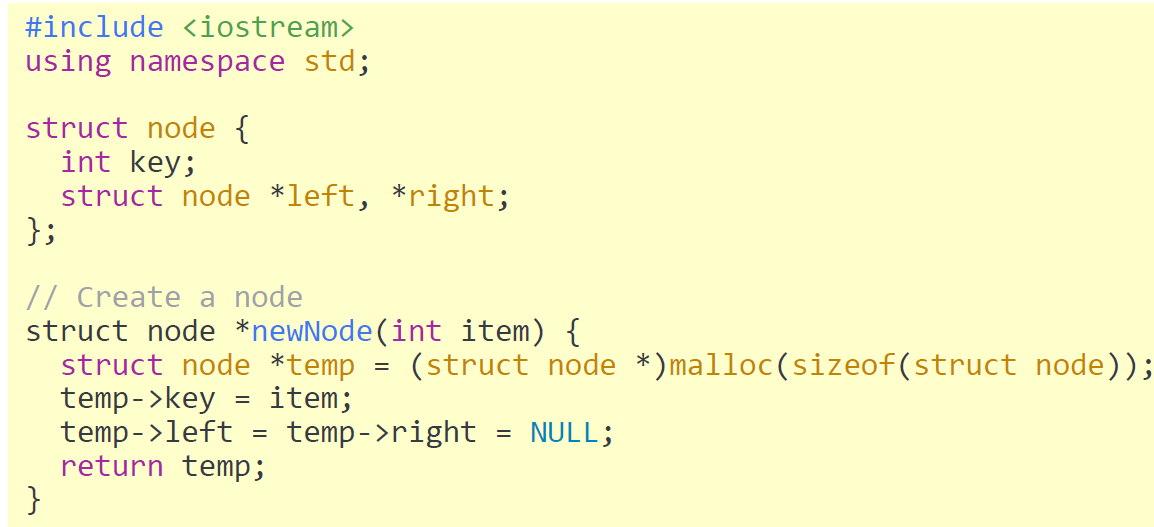 #include <iostream>
using namespace std;

struct node {
  int key;
  struct node *left, *right;
};

// Create a node
struct node *newNode(int item) {
  struct node *temp = (struct node *)malloc(sizeof(struct node));
  temp->key = item;
  temp->left = temp->right = NULL;
  return temp;
}